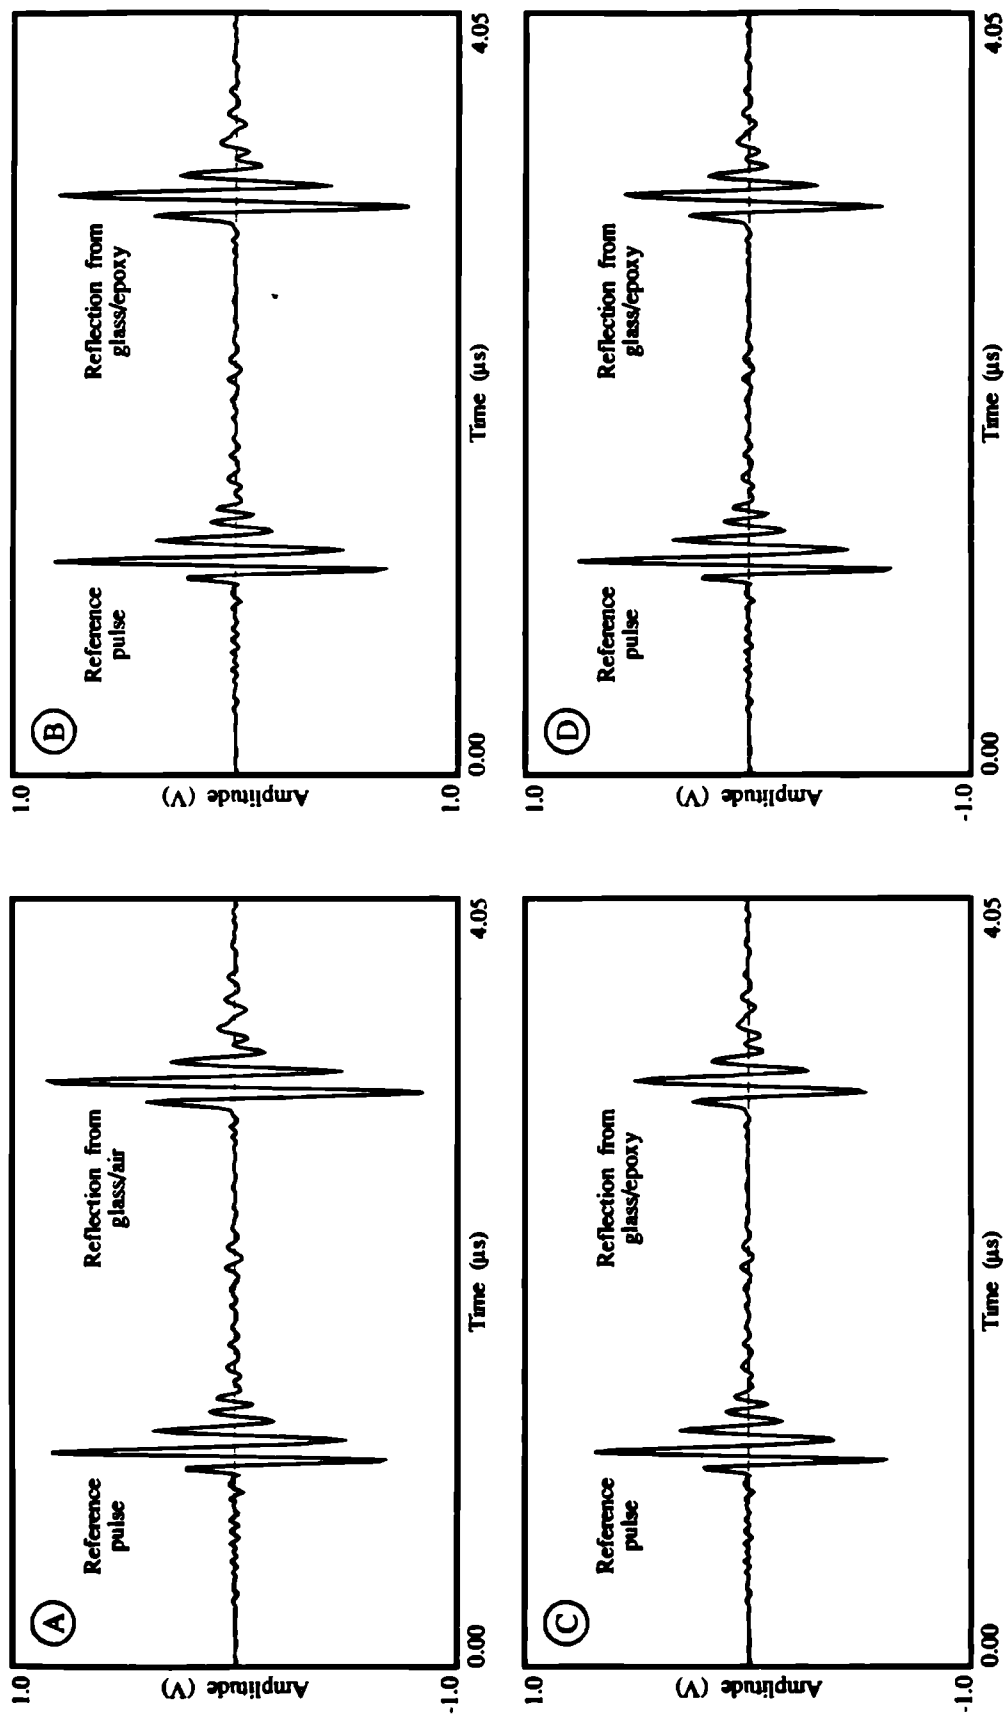 A
1.0
Amplitude (V)
-1.0
Reference
pulse
Reflection from
glass/air
0.00
Time (μs)
4.05
B
1.0
Amplitude (V)
1.0
Reference
pulse
Reflection from
glass/epoxy
0.00
Time (μs)
4.05
C
1.0
Amplitude (V)
-1.0
Reference
pulse
Reflection from
glass/epoxy
0.00
Time (μs)
4.05
D
1.0
Amplitude (V)
-1.0
Reference
pulse
Reflection from
glass/epoxy
0.00
Time (μs)
4.05